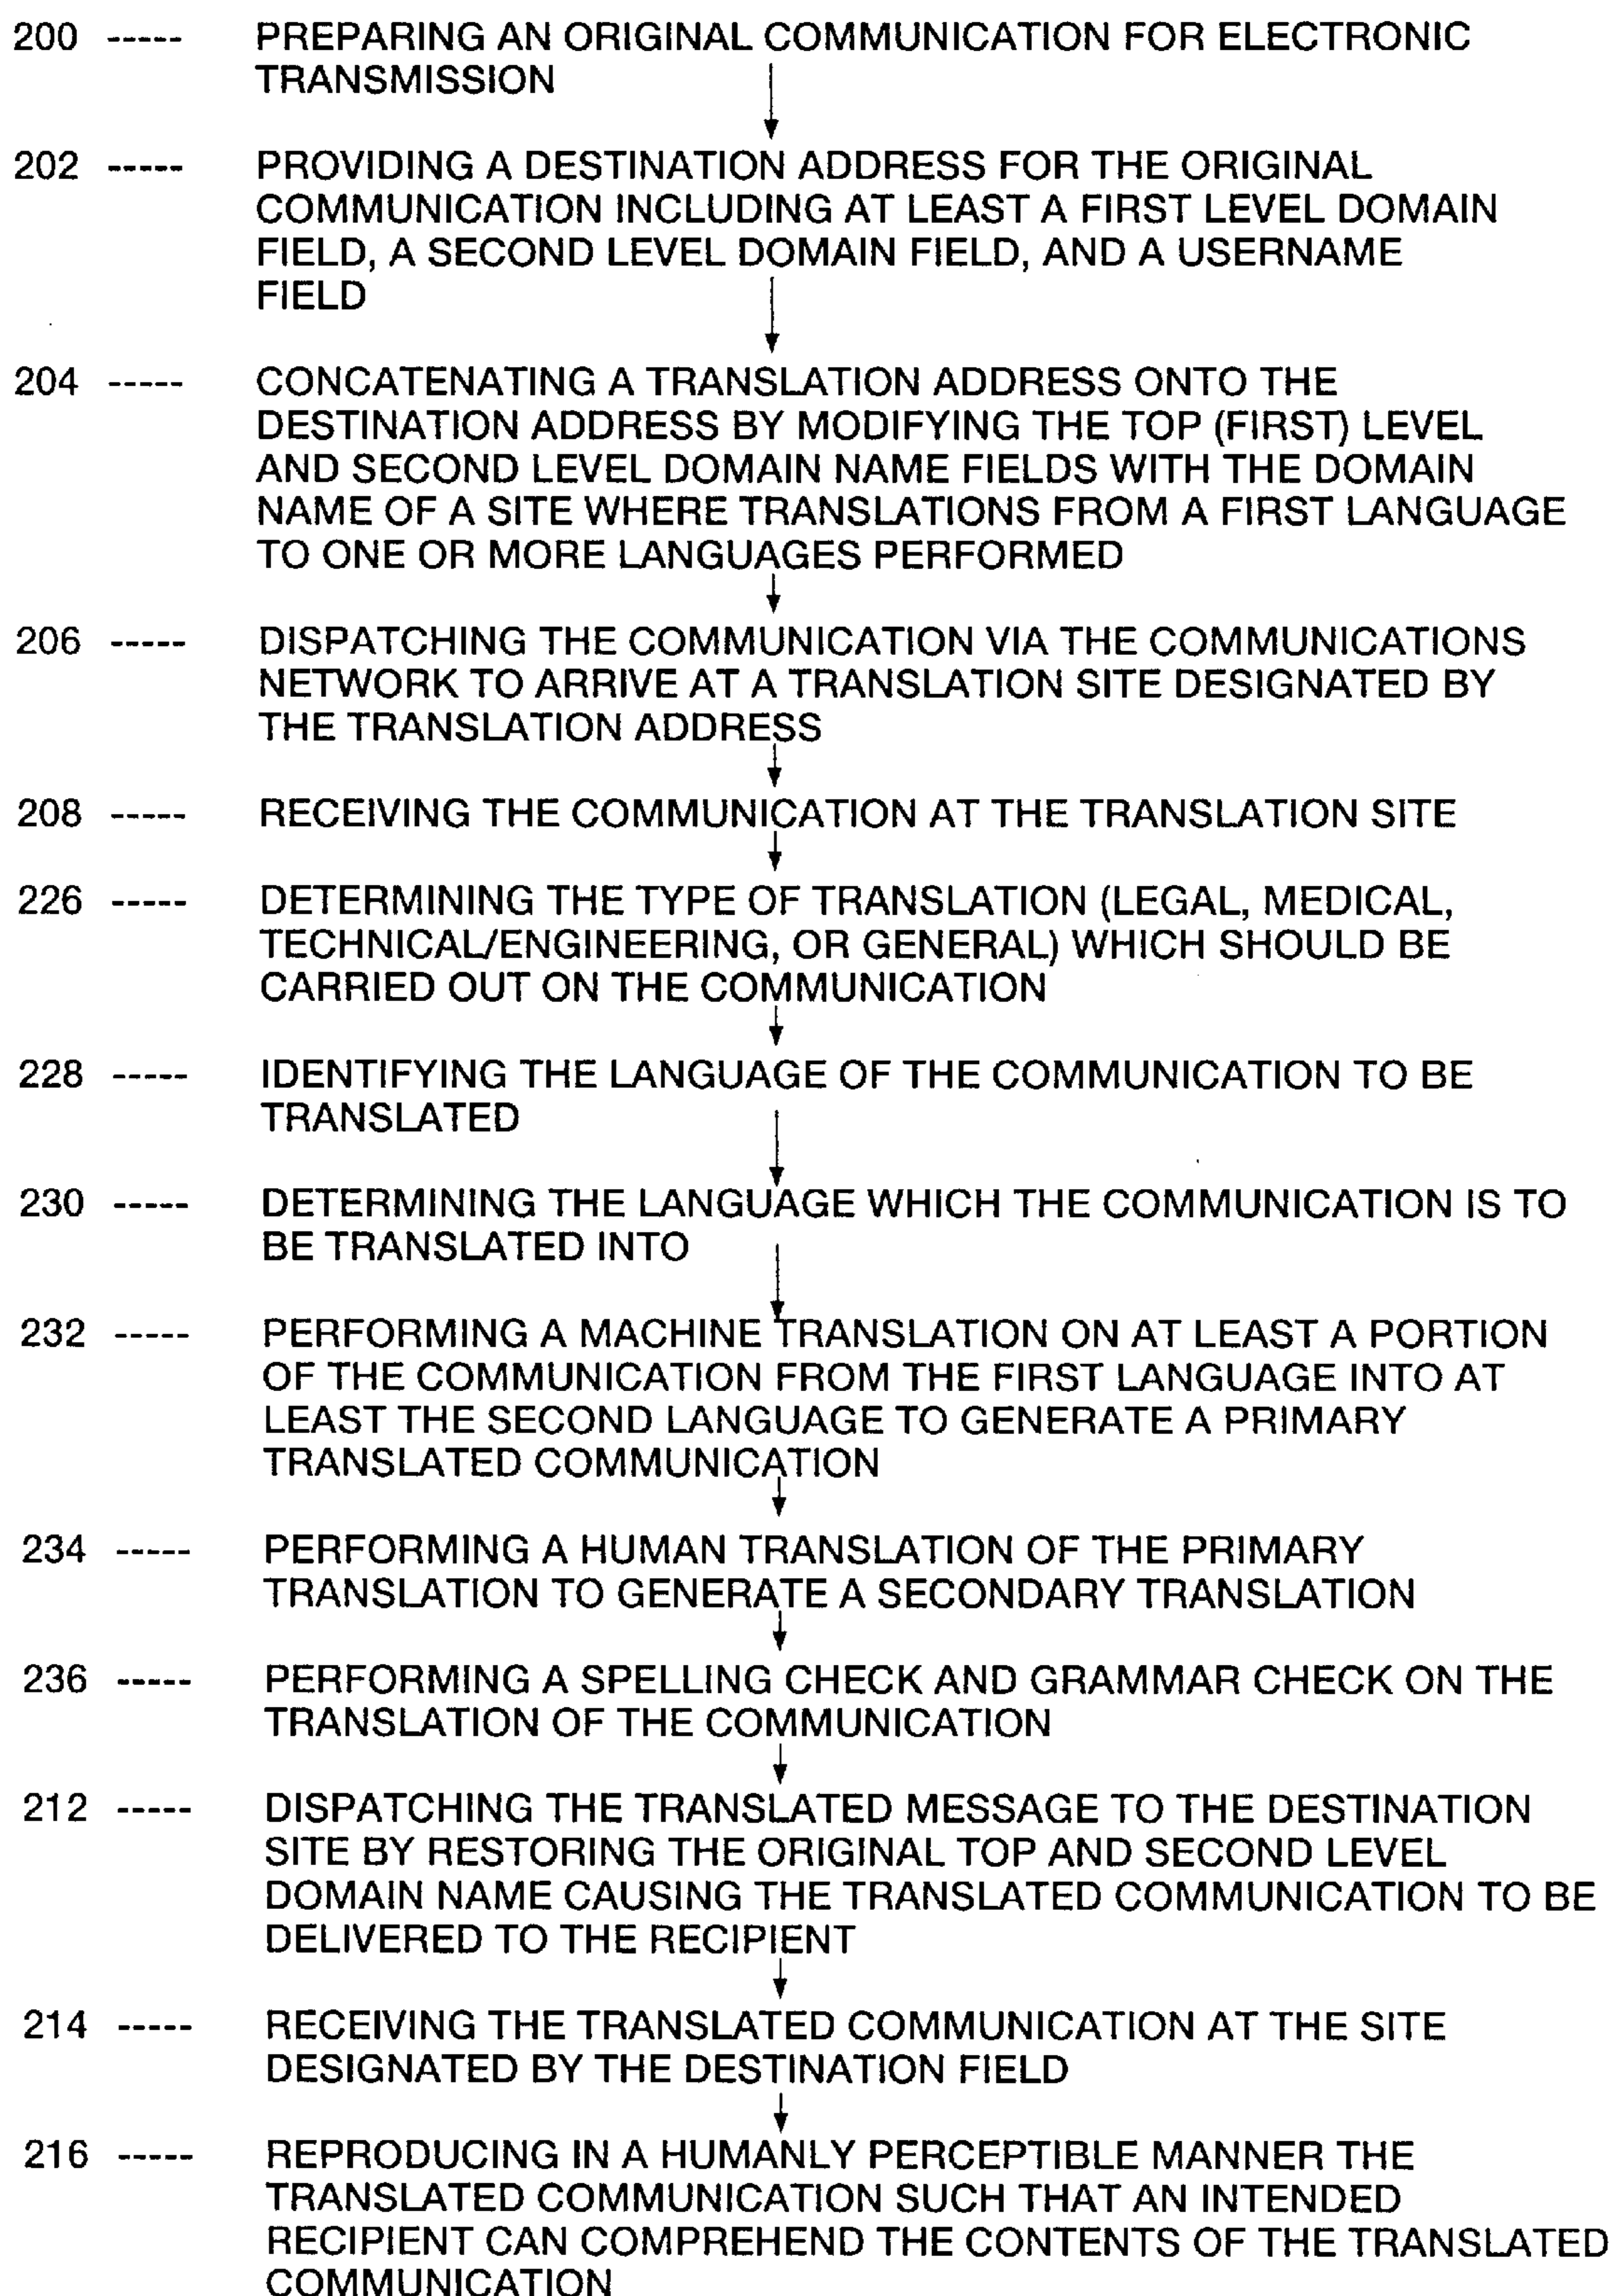 200 ----- PREPARING AN ORIGINAL COMMUNICATION FOR ELECTRONIC
TRANSMISSION
202 ----- PROVIDING A DESTINATION ADDRESS FOR THE ORIGINAL
COMMUNICATION INCLUDING AT LEAST A FIRST LEVEL DOMAIN
FIELD, A SECOND LEVEL DOMAIN FIELD, AND A USERNAME
FIELD
204 ----- CONCATENATING A TRANSLATION ADDRESS ONTO THE
DESTINATION ADDRESS BY MODIFYING THE TOP (FIRST) LEVEL
AND SECOND LEVEL DOMAIN NAME FIELDS WITH THE DOMAIN
NAME OF A SITE WHERE TRANSLATIONS FROM A FIRST LANGUAGE
TO ONE OR MORE LANGUAGES PERFORMED
206 ----- DISPATCHING THE COMMUNICATION VIA THE COMMUNICATIONS
NETWORK TO ARRIVE AT A TRANSLATION SITE DESIGNATED BY
THE TRANSLATION ADDRESS
208 ----- RECEIVING THE COMMUNICATION AT THE TRANSLATION SITE
226 ----- DETERMINING THE TYPE OF TRANSLATION (LEGAL, MEDICAL,
TECHNICAL/ENGINEERING, OR GENERAL) WHICH SHOULD BE
CARRIED OUT ON THE COMMUNICATION
228 ----- IDENTIFYING THE LANGUAGE OF THE COMMUNICATION TO BE
TRANSLATED
230 ----- DETERMINING THE LANGUAGE WHICH THE COMMUNICATION IS TO
BE TRANSLATED INTO
232 ----- PERFORMING A MACHINE TRANSLATION ON AT LEAST A PORTION
OF THE COMMUNICATION FROM THE FIRST LANGUAGE INTO AT
LEAST THE SECOND LANGUAGE TO GENERATE A PRIMARY
TRANSLATED COMMUNICATION
234 ----- PERFORMING A HUMAN TRANSLATION OF THE PRIMARY
TRANSLATION TO GENERATE A SECONDARY TRANSLATION
236 ----- PERFORMING A SPELLING CHECK AND GRAMMAR CHECK ON THE
TRANSLATION OF THE COMMUNICATION
212 ----- DISPATCHING THE TRANSLATED MESSAGE TO THE DESTINATION
SITE BY RESTORING THE ORIGINAL TOP AND SECOND LEVEL
DOMAIN NAME CAUSING THE TRANSLATED COMMUNICATION TO BE
DELIVERED TO THE RECIPIENT
214 ----- RECEIVING THE TRANSLATED COMMUNICATION AT THE SITE
DESIGNATED BY THE DESTINATION FIELD
216 ----- REPRODUCING IN A HUMANLY PERCEPTIBLE MANNER THE
TRANSLATED COMMUNICATION SUCH THAT AN INTENDED
RECIPIENT CAN COMPREHEND THE CONTENTS OF THE TRANSLATED
COMMUNICATION